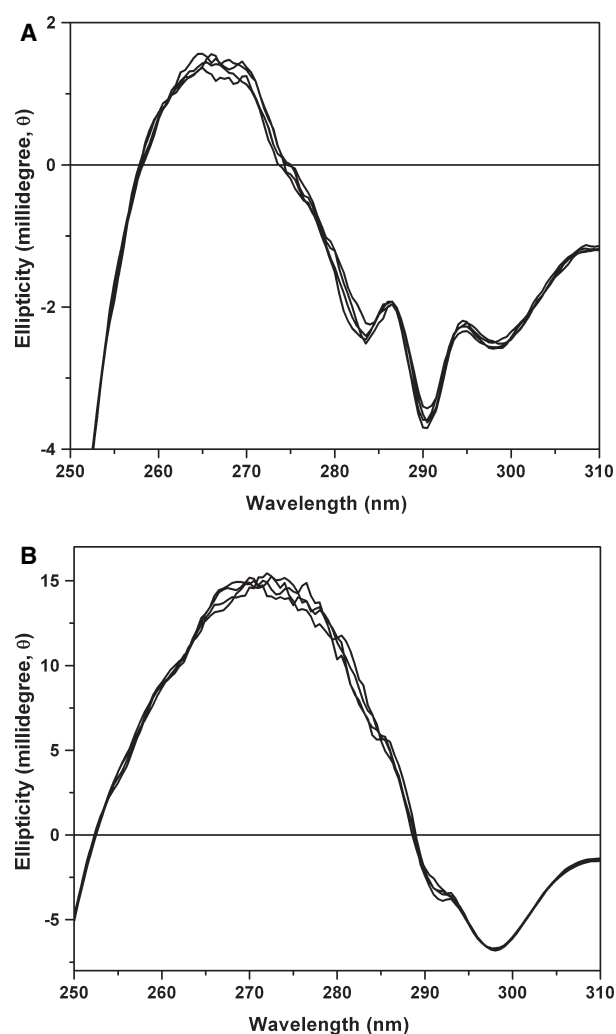 A
2
0
-2
-4
Ellipticity (millidegree, θ)
250 260 270 280 290 300 310
Wavelength (nm)
B
15
10
5
0
-5
Ellipticity (millidegree, θ)
250 260 270 280 290 300 310
Wavelength (nm)